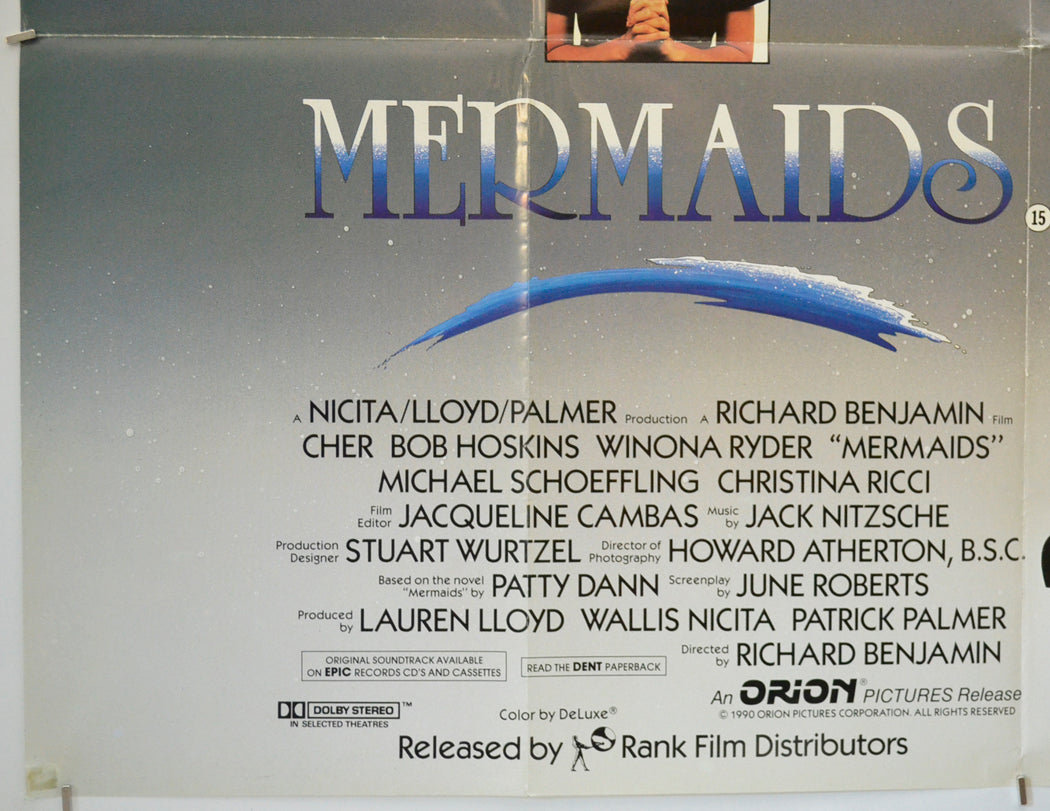 MERMAIDS
15
A NICITA/LLOYD/PALMER Production A RICHARD BENJAMIN Film
CHER BOB HOSKINS WINONA RYDER “MERMAIDS”
MICHAEL SCHOEFFLING CHRISTINA RICCI
Film Editor JACQUELINE CAMBAS Music by JACK NITZSCHE
Production Designer STUART WURTZEL Director of Photography HOWARD ATHERTON, B.S.C.
Based on the novel "Mermaids" by PATTY DANN Screenplay by JUNE ROBERTS
Produced by LAUREN LLOYD WALLIS NICITA PATRICK PALMER
Directed by RICHARD BENJAMIN
ORIGINAL SOUNDTRACK AVAILABLE
ON EPIC RECORDS CD'S AND CASSETTES
READ THE DENT PAPERBACK
An ORION® PICTURES Release
© 1990 ORION PICTURES CORPORATION. ALL RIGHTS RESERVED
DOLBY STEREO ™
IN SELECTED THEATRES
Color by DeLuxe®
Released by Rank Film Distributors